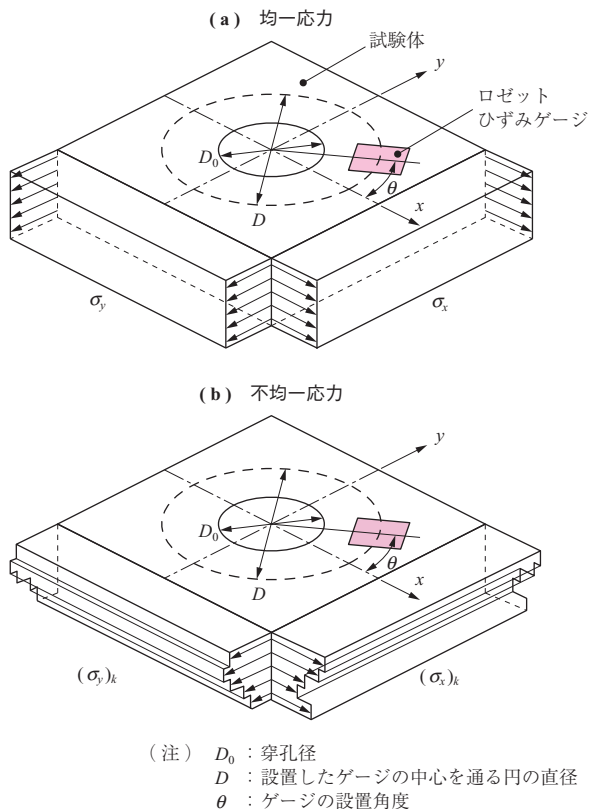 (a) 均一応力
試験体
y
ロゼット
ひずみゲージ
D₀
θ
D
x
σy
σx
(b) 不均一応力
y
D₀
θ
D
x
(σy)k
(σx)k
(注) D₀ : 穿孔径
D : 設置したゲージの中心を通る円の直径
θ : ゲージの設置角度